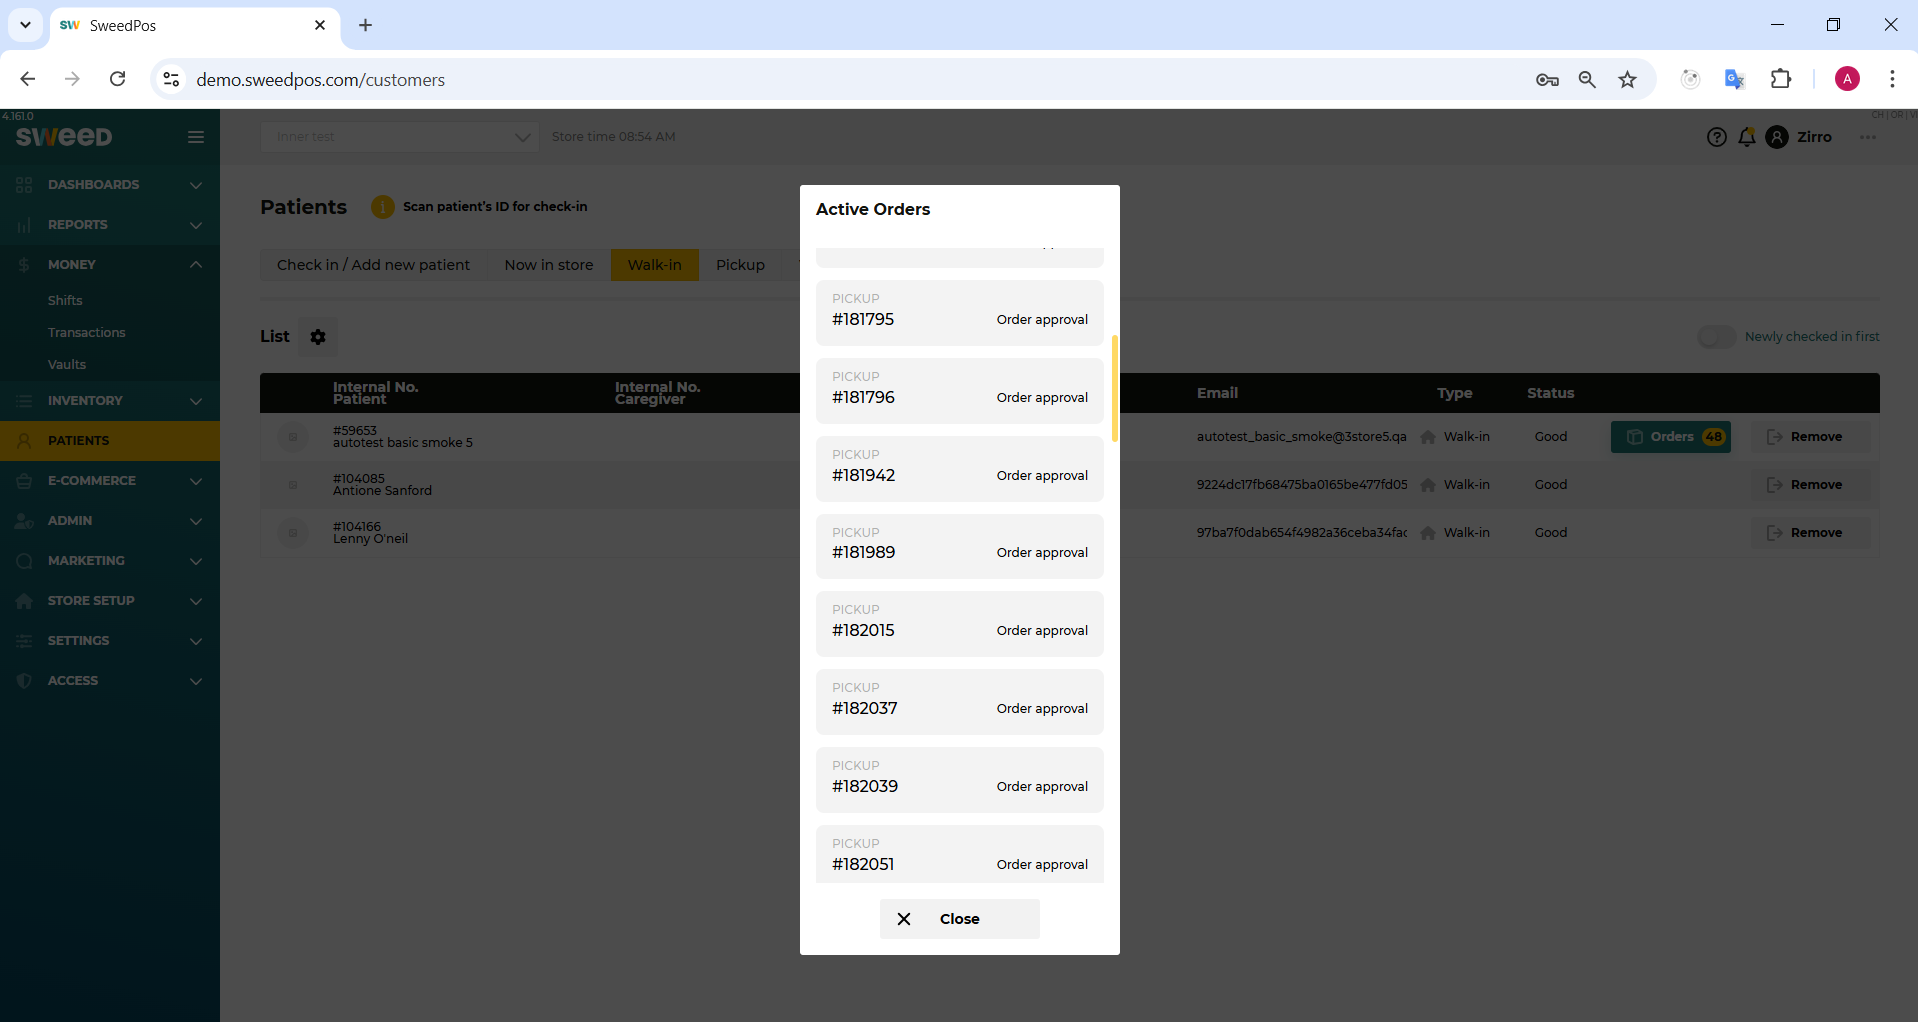 SweedPos
demo.sweedpos.com/customers
A
4.161.0
SWEED
Inner test
Store time 08:54 AM
CH | OR | V
Zirro
DASHBOARDS
REPORTS
MONEY
Shifts
Transactions
Vaults
INVENTORY
PATIENTS
E-COMMERCE
ADMIN
MARKETING
STORE SETUP
SETTINGS
ACCESS
Patients
Scan patient's ID for check-in
Check in / Add new patient
Now in store
Walk-in
Pickup
List
Newly checked in first
Internal No.
Patient
Internal No.
Caregiver
Email
Type
Status
#59653
autotest basic smoke 5
autotest_basic_smoke@3store5.qa
Walk-in
Good
Orders 48
Remove
#104085
Antione Sanford
9224dc17fb68475ba0165be477fd05
Walk-in
Good
Remove
#104166
Lenny O'neil
97ba7f0dab654f4982a36ceba34fac
Walk-in
Good
Remove
Active Orders
PICKUP
#181795 Order approval
PICKUP
#181796 Order approval
PICKUP
#181942 Order approval
PICKUP
#181989 Order approval
PICKUP
#182015 Order approval
PICKUP
#182037 Order approval
PICKUP
#182039 Order approval
PICKUP
#182051 Order approval
Close